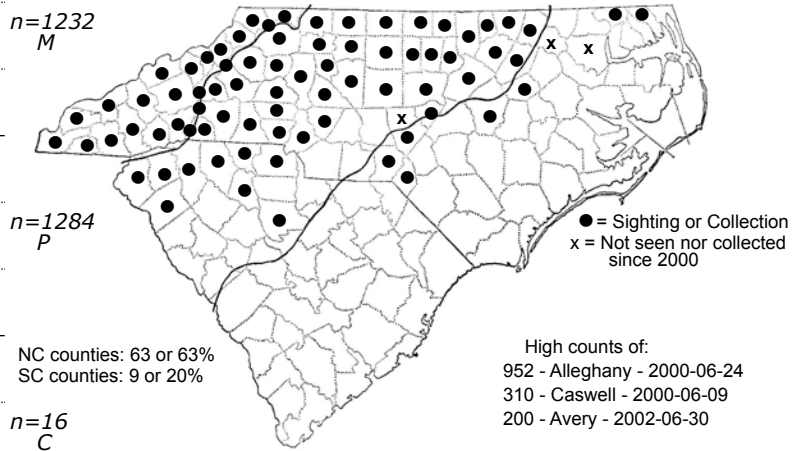 n=1232
M
n=1284
P
n=16
C
x
x
x
● = Sighting or Collection
x = Not seen nor collected
since 2000
NC counties: 63 or 63%
SC counties: 9 or 20%
High counts of:
952 - Alleghany - 2000-06-24
310 - Caswell - 2000-06-09
200 - Avery - 2002-06-30